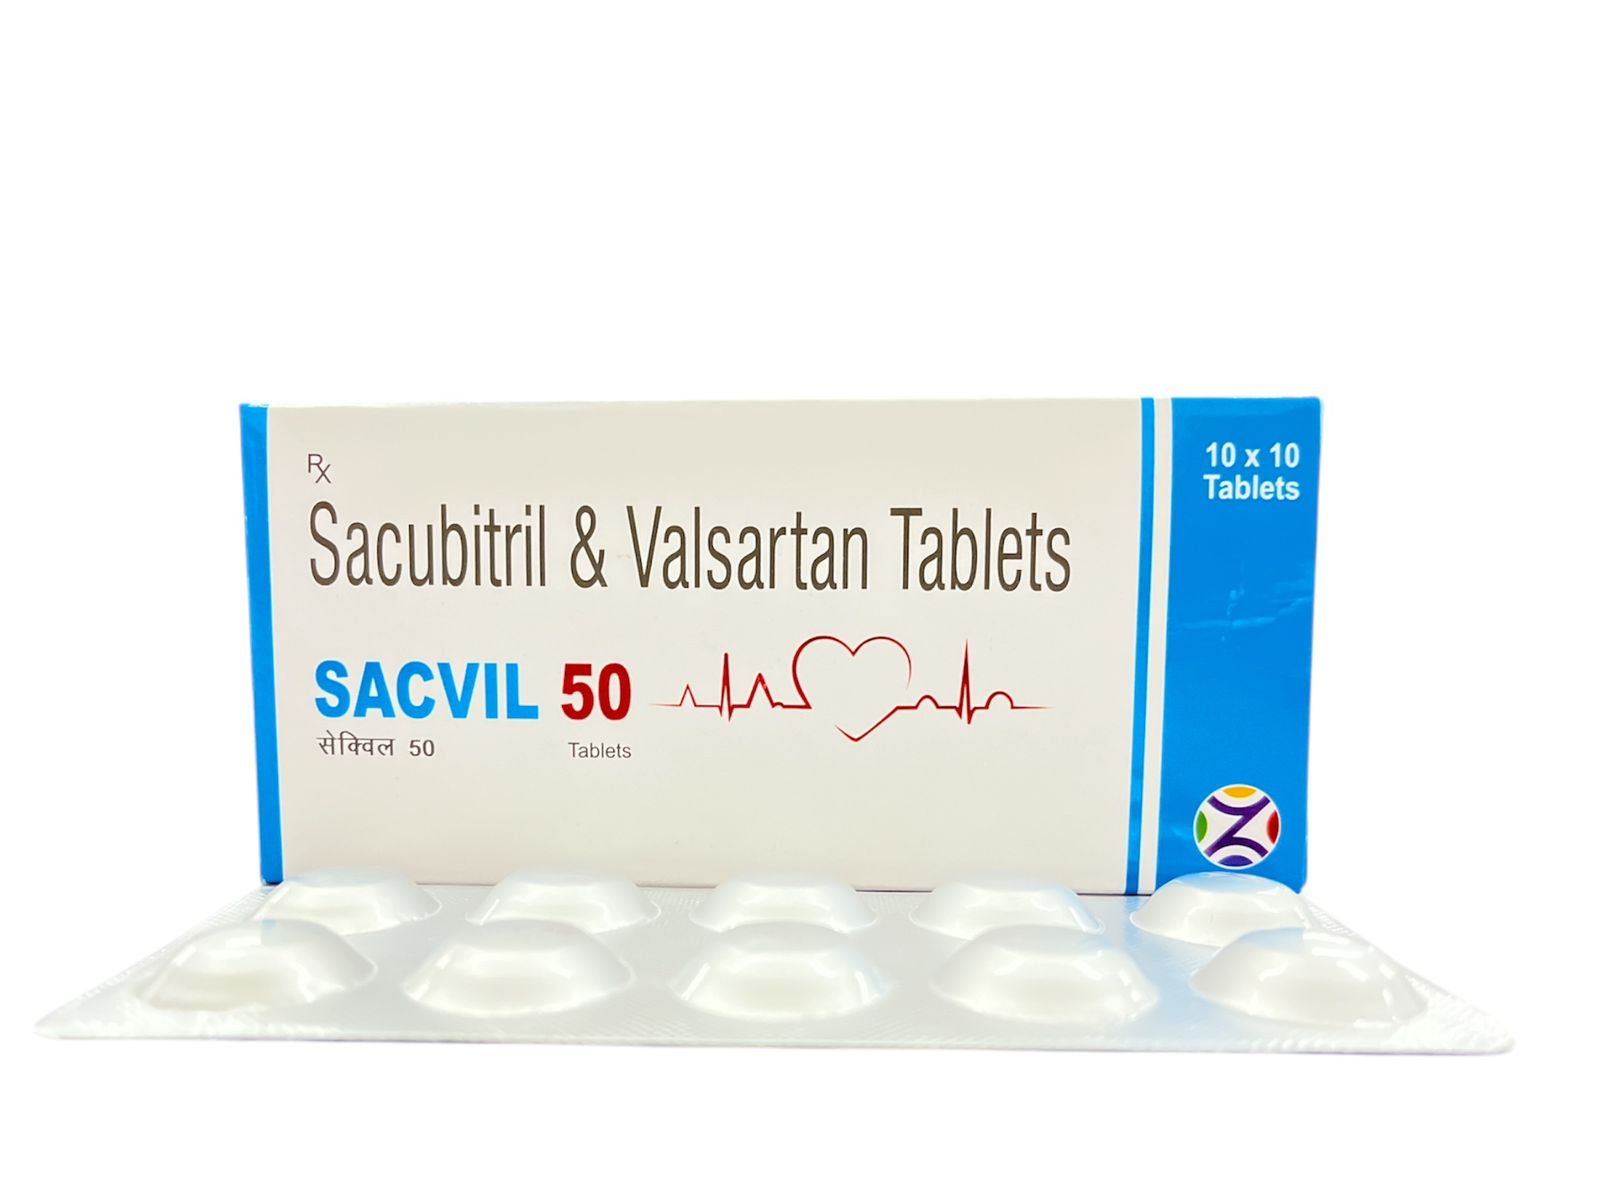 Rx
Sacubitril & Valsartan Tablets
SACVIL 50
सेक्विल 50
Tablets
10 x 10
Tablets